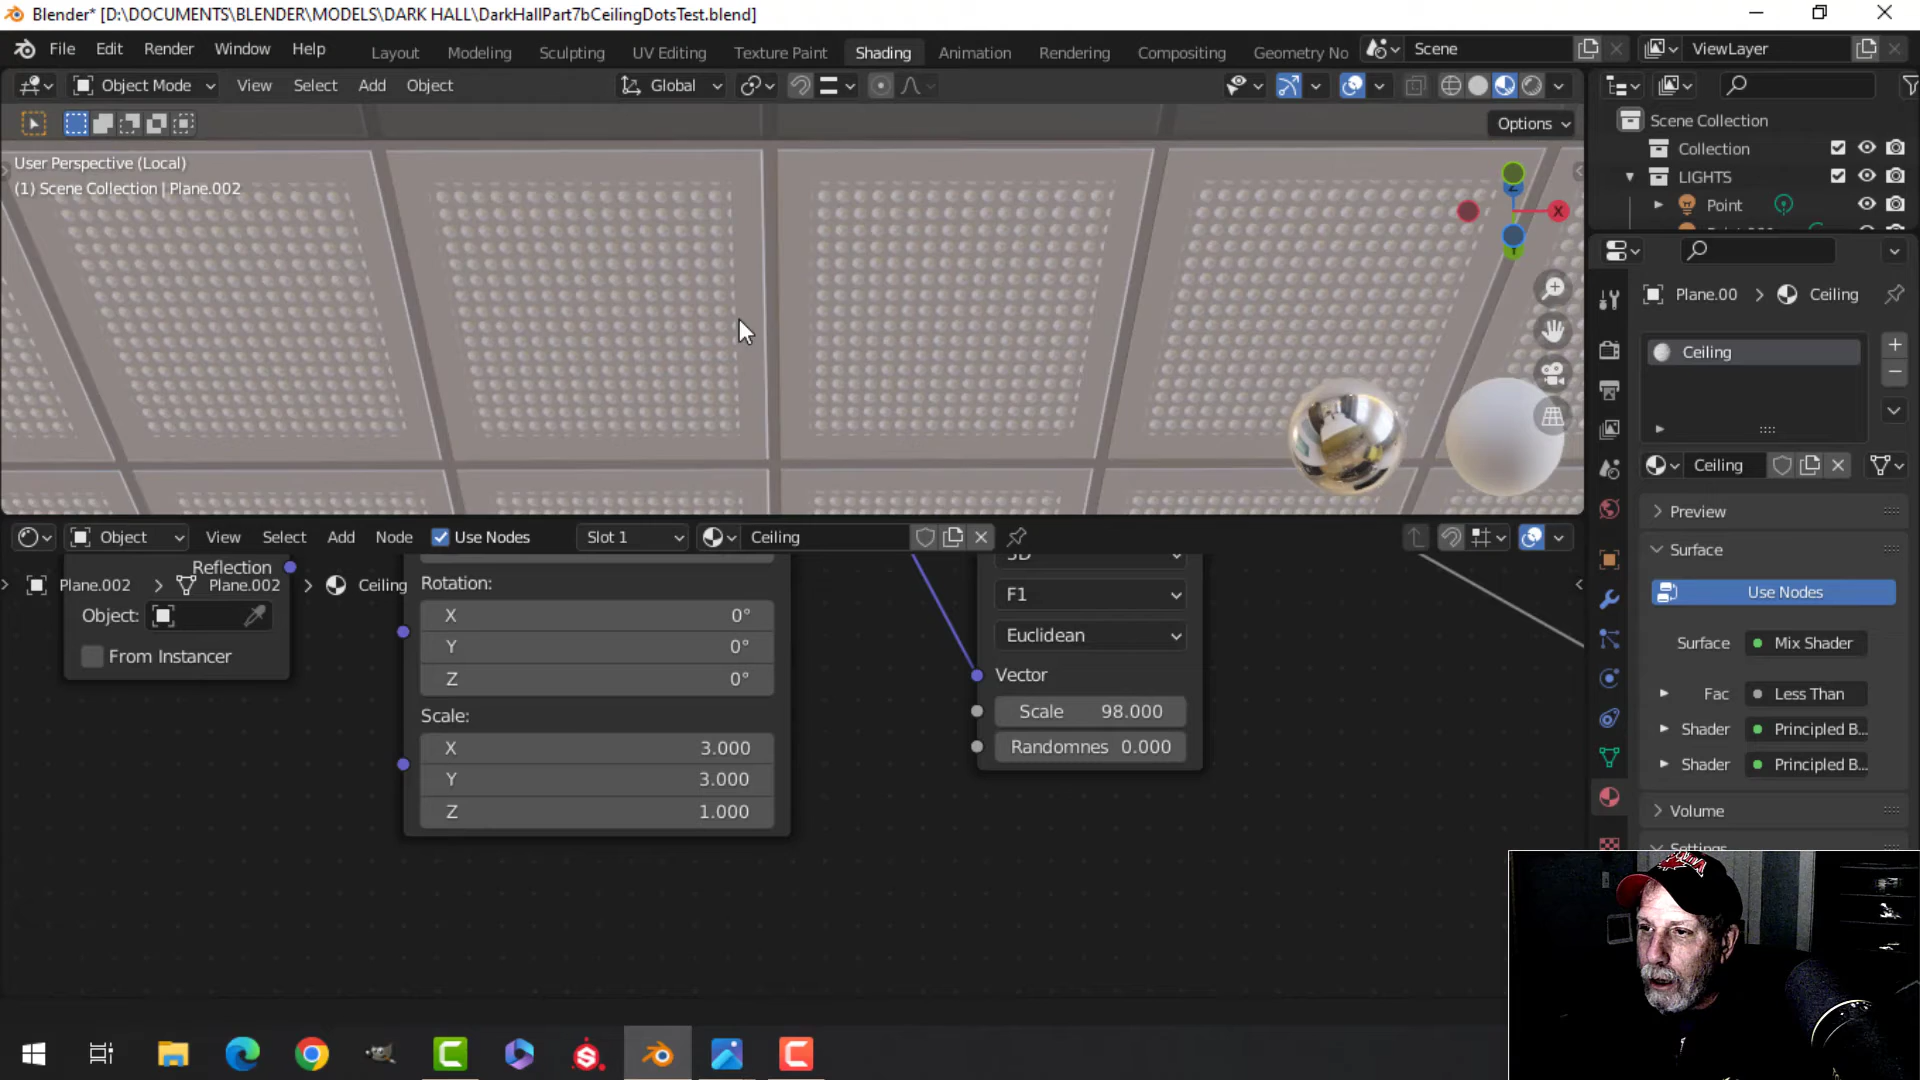 Blender* [D:\DOCUMENTS\BLENDER\MODELS\DARK HALL\DarkHallPart7bCeilingDotsTest.blend]
File Edit Render Window Help
Layout Modeling Sculpting UV Editing Texture Paint Shading Animation Rendering Compositing Geometry No
Scene
ViewLayer
Object Mode View Select Add Object
Global
Options
User Perspective (Local)
(1) Scene Collection | Plane.002
X
Z
Scene Collection
Collection
LIGHTS
Point
Plane.00 > Ceiling
Ceiling
Ceiling
Preview
Surface
Use Nodes
Surface Mix Shader
Fac Less Than
Shader Principled B...
Shader Principled B...
Volume
Settings
Object View Select Add Node Use Nodes Slot 1 Ceiling
Reflection
Plane.002 > Plane.002 > Ceiling
Object:
From Instancer
Rotation:
X 0°
Y 0°
Z 0°
Scale:
X 3.000
Y 3.000
Z 1.000
3D
F1
Euclidean
Vector
Scale 98.000
Randomnes 0.000